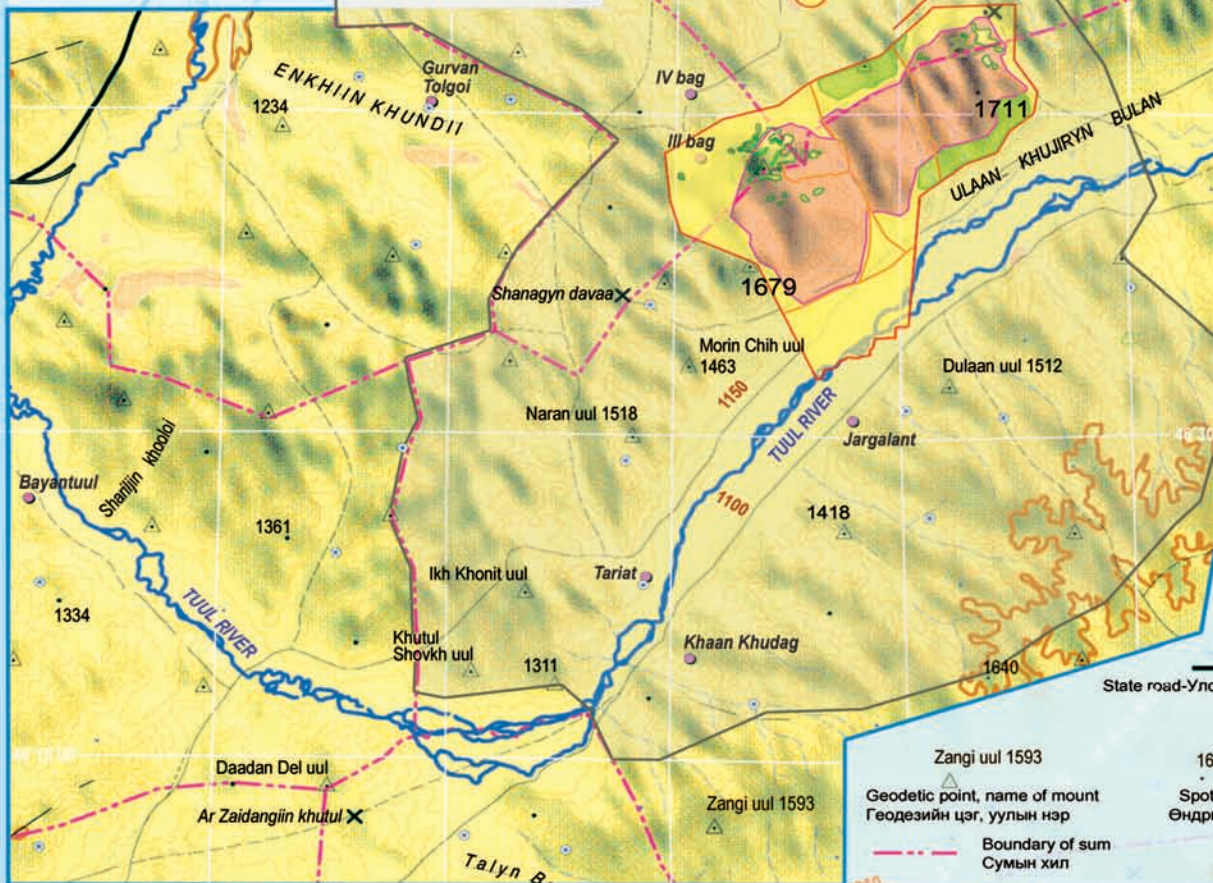 Gurvan
Tolgoi
ENKHIIN KHUNDII
1234
IV bag
III bag
1711
ULAAN KHUJIRYN BULAN
Shanagyn davaa
1679
Morin Chih uul
1463
Dulaan uul 1512
1150
Naran uul 1518
TUUL RIVER
Jargalant
Shariljin khooloi
Bayantuul
1361
1100
1418
Ikh Khonit uul
Tariat
1334
TUUL RIVER
Khutul
Shovkh uul
1311
Khaan Khudag
1640
State road-Улс
Daadan Del uul
Ar Zaidangiin khutul
Zangi uul 1593
Talyn B
Zangi uul 1593
16
Geodetic point, name of mount
Геодезийн цэг, уулын нэр
Spot
Өндр
Boundary of sum
Сумын хил